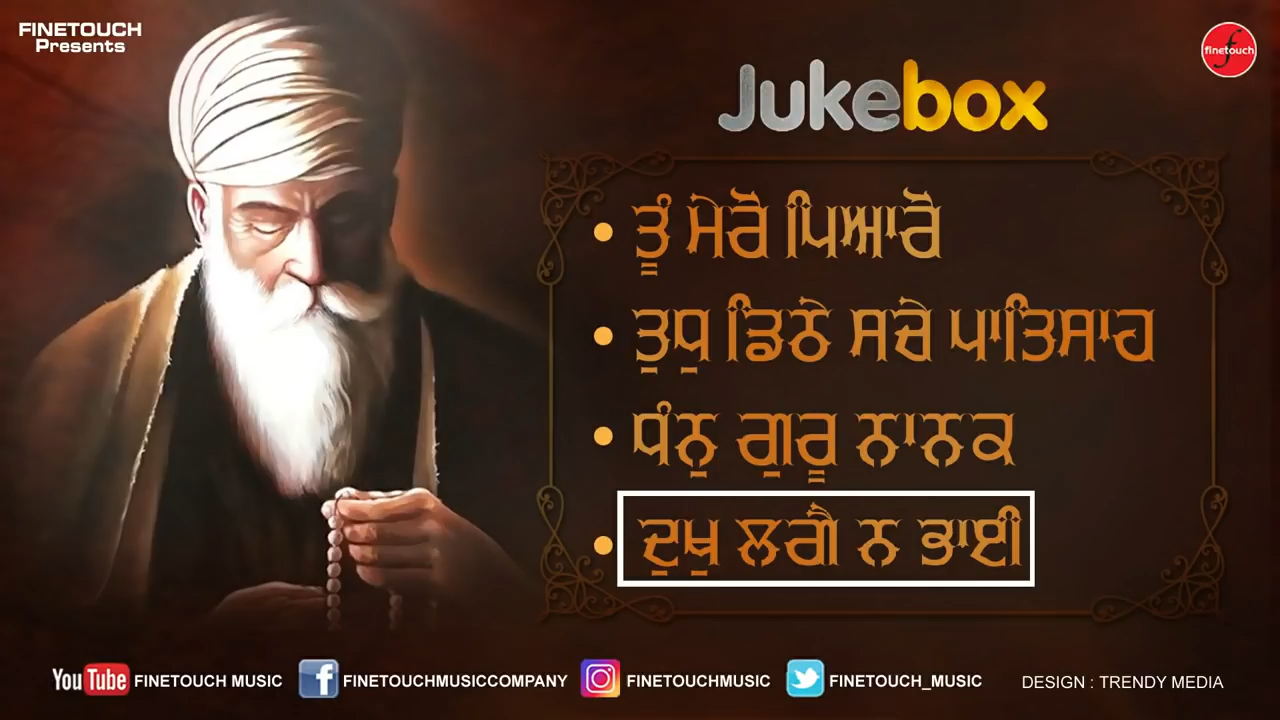 FINETOUCH
Presents
finetouch
Jukebox
• ਤੂੰ ਮੇਰੋ ਪਿਆਰੋ
• ਤੁਧੁ ਡਿਠੇ ਸਚੇ ਪਾਤਿਸਾਹ
• ਧੰਨੁ ਗੁਰੂ ਨਾਨਕ
• ਦੁਖੁ ਲਗੈ ਨ ਭਾਈ
YouTube FINETOUCH MUSIC f FINETOUCHMUSICCOMPANY FINETOUCHMUSIC FINETOUCH_MUSIC DESIGN : TRENDY MEDIA